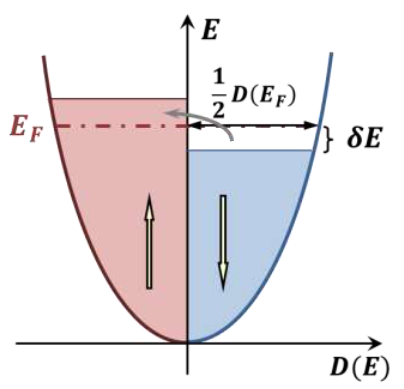 E
1/2 D(E_F)
E_F
δE
D(E)